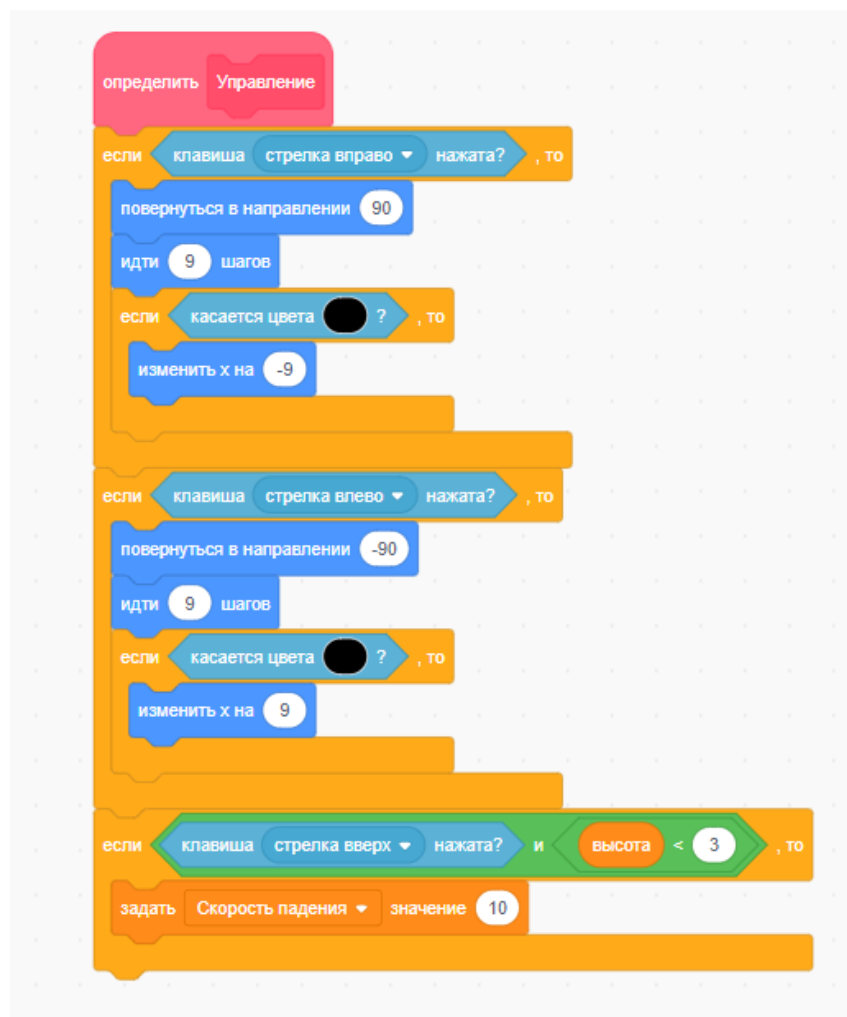 определить Управление
если клавиша стрелка вправо нажата? , то
повернуться в направлении 90
идти 9 шагов
если касается цвета ? , то
изменить x на -9
если клавиша стрелка влево нажата? , то
повернуться в направлении -90
идти 9 шагов
если касается цвета ? , то
изменить x на 9
если клавиша стрелка вверх нажата? и высота < 3 , то
задать Скорость падения значение 10